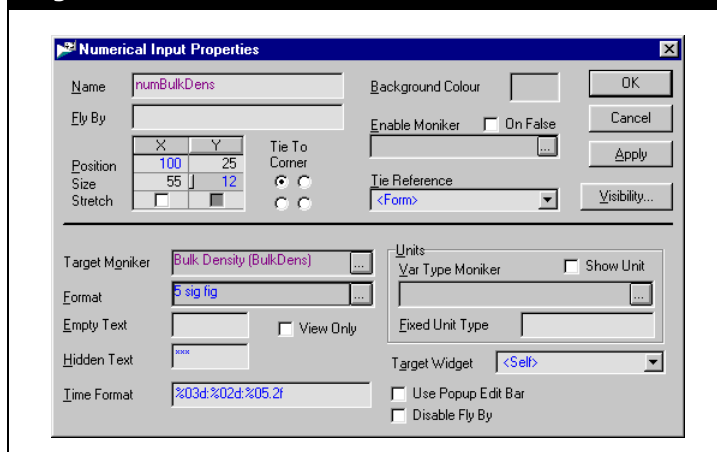 Numerical Input Properties
Name numBulkDens Background Colour OK
Fly By Enable Moniker On False Cancel
X Y Tie To
Position 100 25 Corner ... Apply
Size 55 12 Tie Reference
Stretch <Form> Visibility...
Units
Target Moniker Bulk Density (BulkDens) ... Var Type Moniker Show Unit
Format 5 sig fig ... ...
Empty Text View Only Fixed Unit Type
Hidden Text *** Target Widget <Self>
Time Format %03d:%02d:%05.2f Use Popup Edit Bar
Disable Fly By